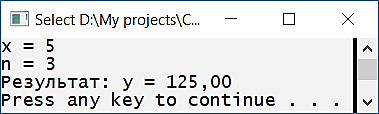 Select D:\My projects\C...
x = 5
n = 3
Результат: y = 125,00
Press any key to continue . . .